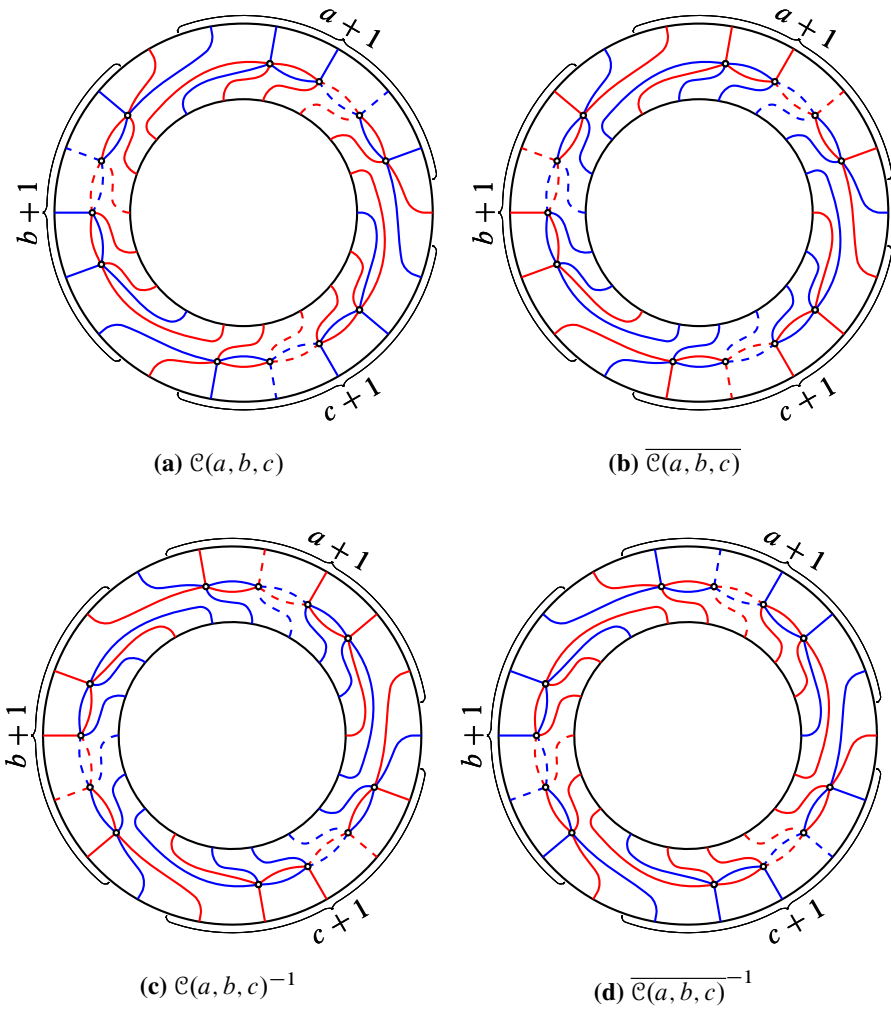 a + 1
a + 1
b + 1
b + 1
c + 1
c + 1
(a) 𝒞(a, b, c)
(b) \overline{𝒞(a, b, c)}
a + 1
a + 1
b + 1
b + 1
c + 1
c + 1
(c) 𝒞(a, b, c)⁻¹
(d) \overline{𝒞(a, b, c)}⁻¹